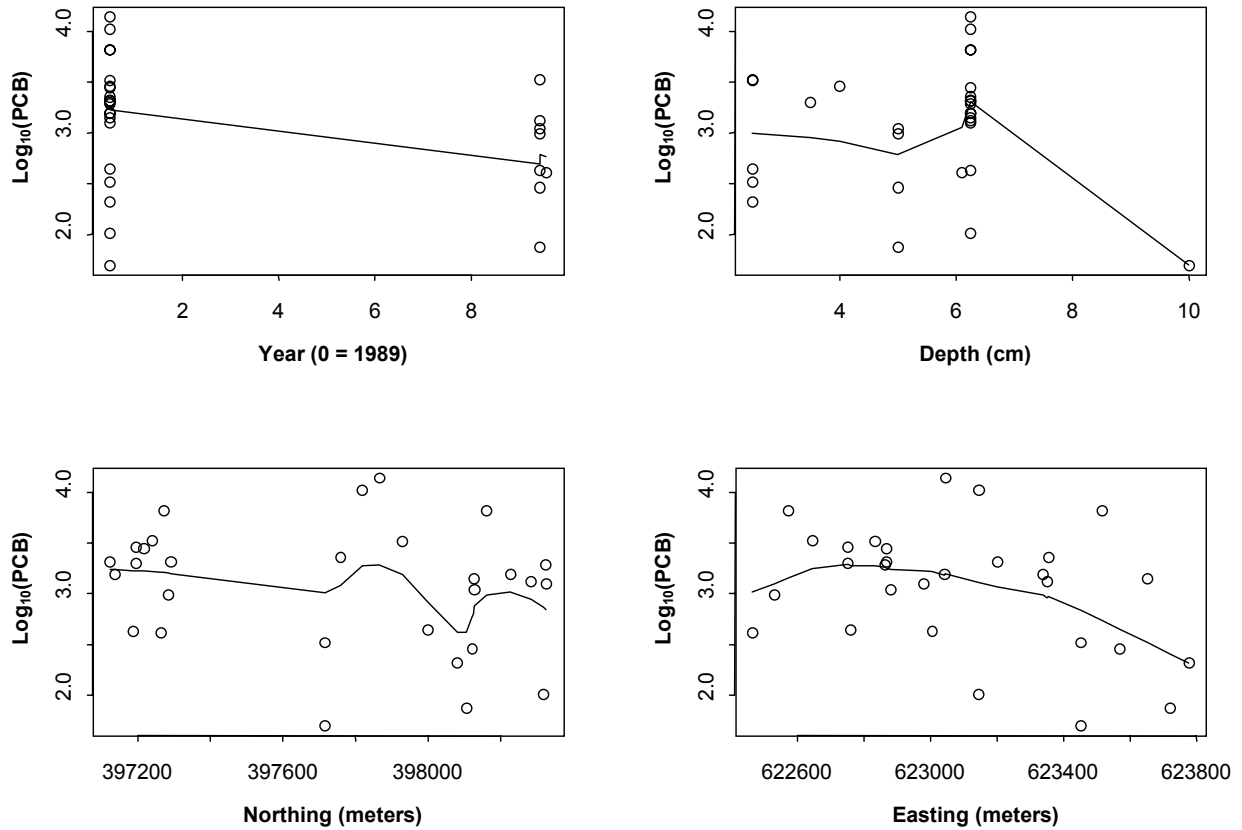 Log₁₀(PCB)
4.0
3.0
2.0
2 4 6 8
Year (0 = 1989)
Log₁₀(PCB)
4.0
3.0
2.0
4 6 8 10
Depth (cm)
Log₁₀(PCB)
4.0
3.0
2.0
397200 397600 398000
Northing (meters)
Log₁₀(PCB)
4.0
3.0
2.0
622600 623000 623400 623800
Easting (meters)